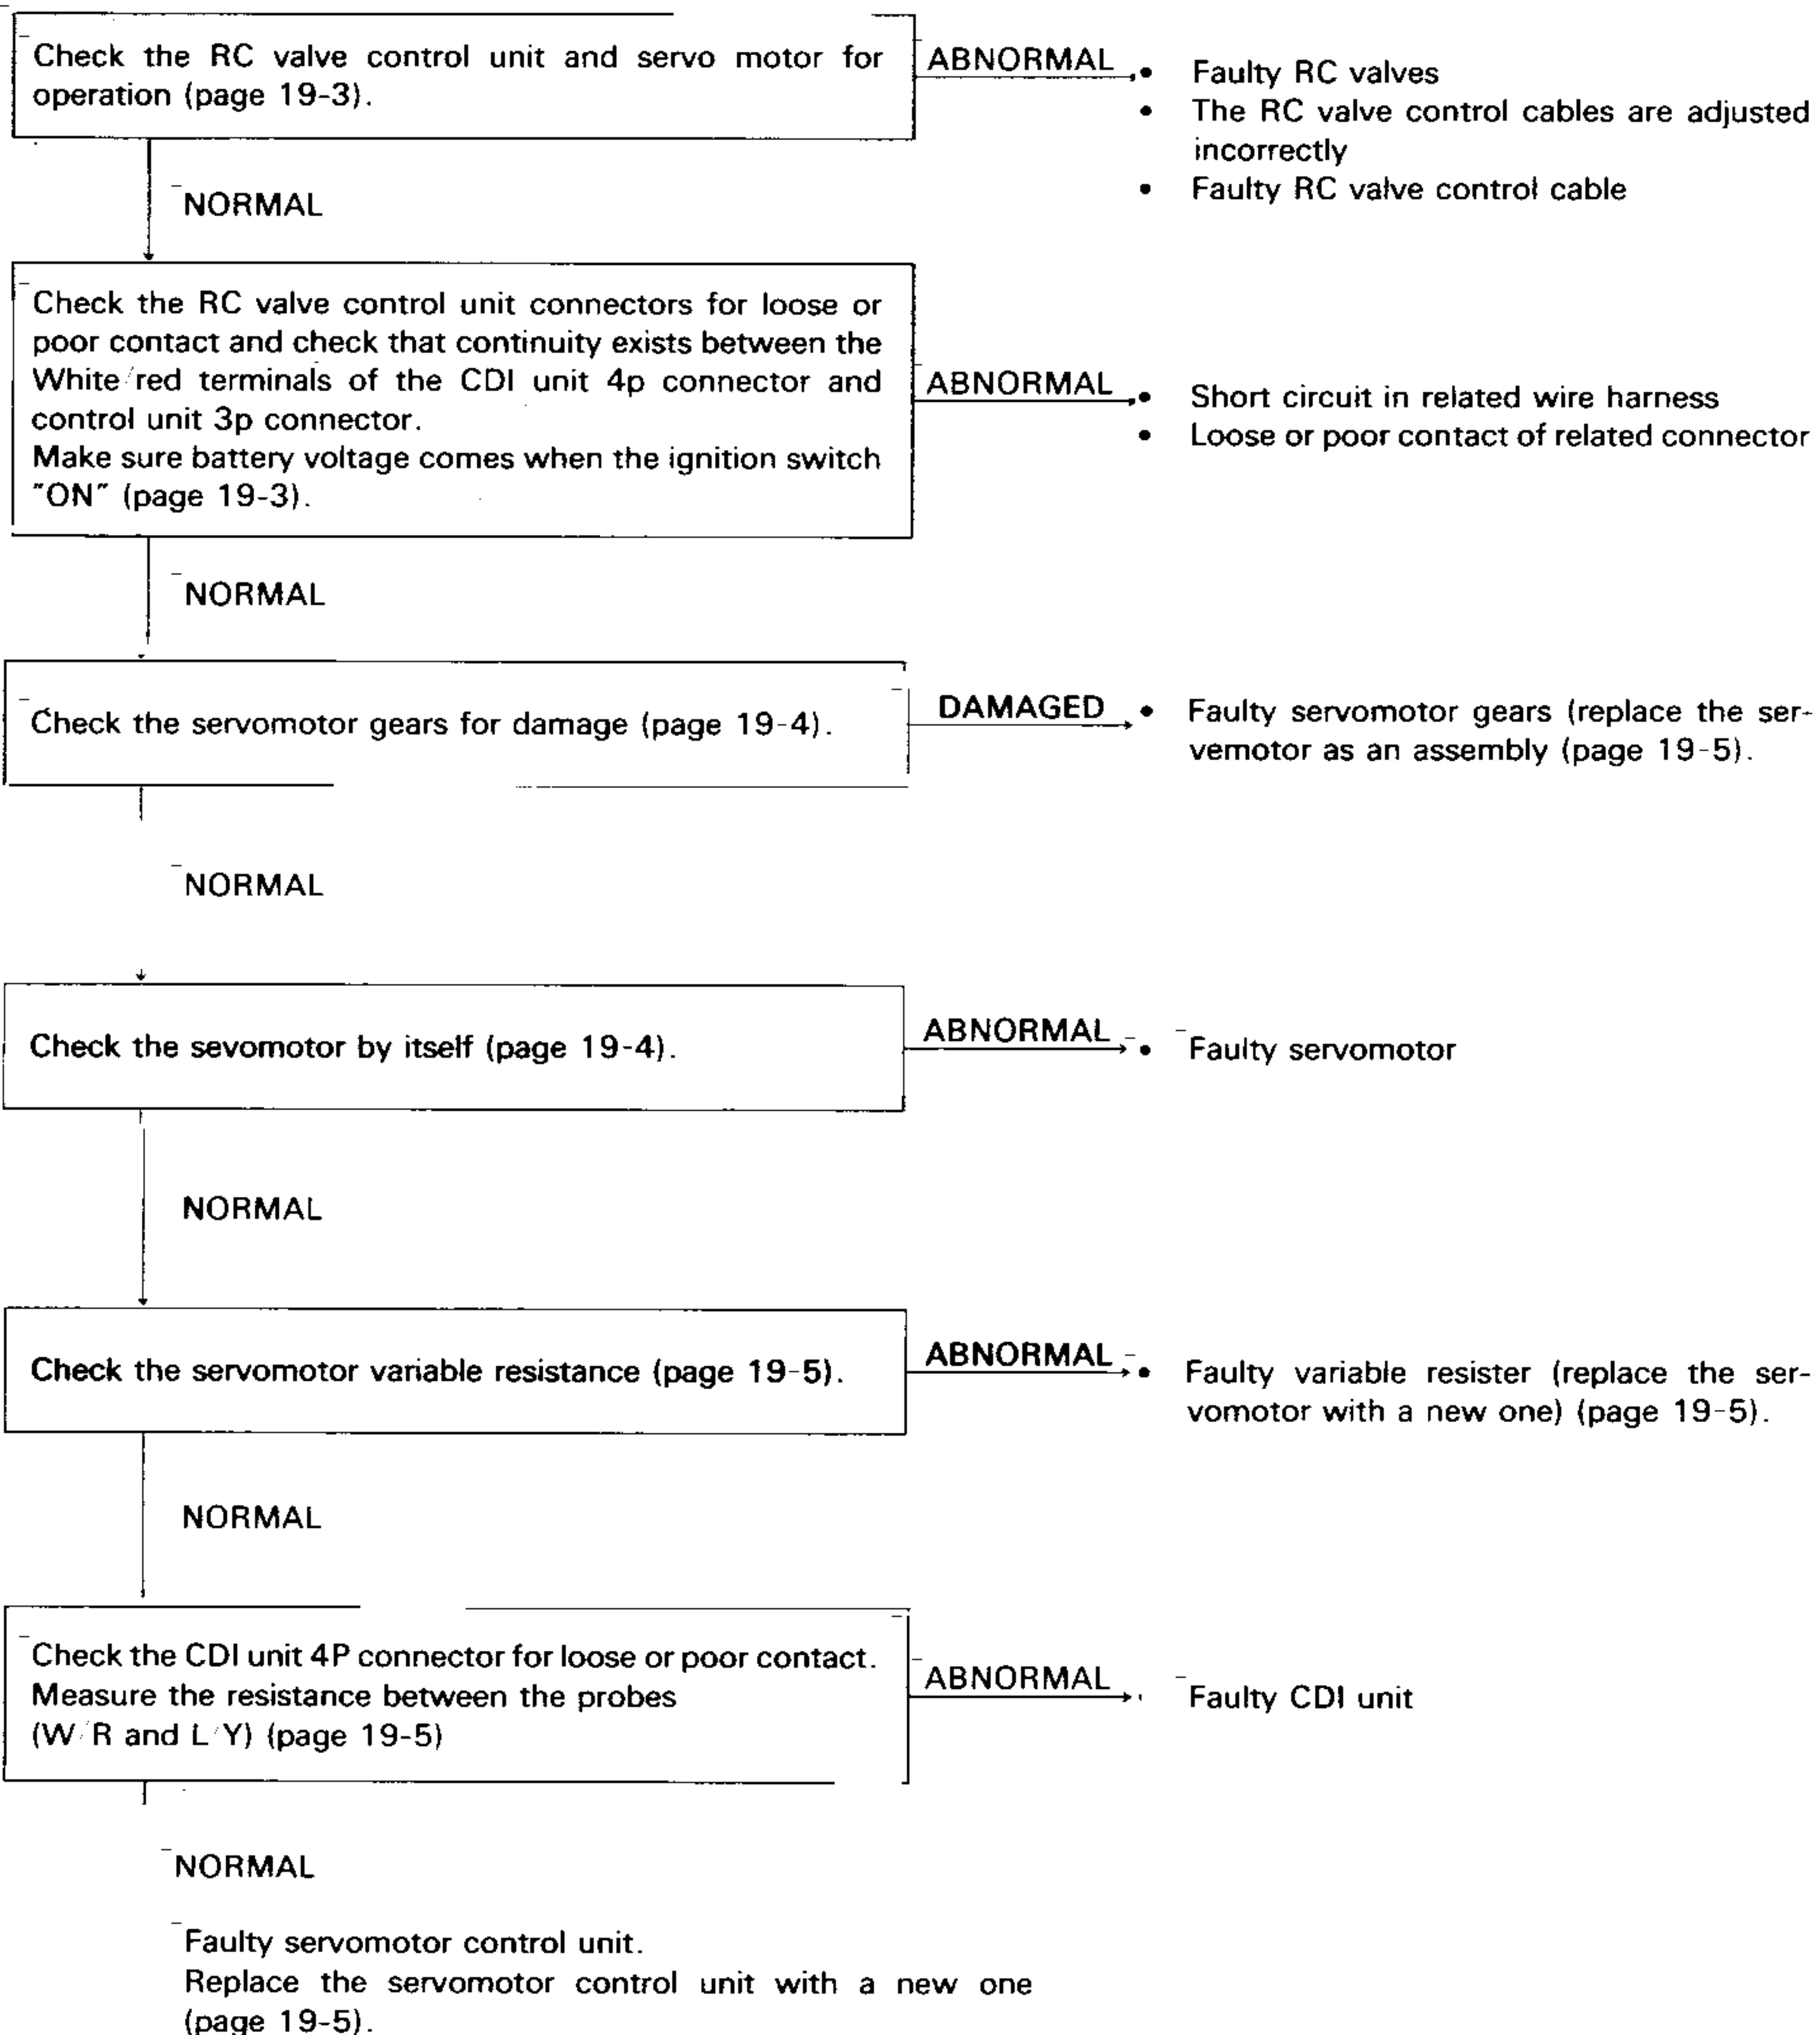 Check the RC valve control unit and servo motor for
operation (page 19-3).
ABNORMAL
• Faulty RC valves
• The RC valve control cables are adjusted
incorrectly
• Faulty RC valve control cable
NORMAL
Check the RC valve control unit connectors for loose or
poor contact and check that continuity exists between the
White/red terminals of the CDI unit 4p connector and
control unit 3p connector.
Make sure battery voltage comes when the ignition switch
"ON" (page 19-3).
ABNORMAL
• Short circuit in related wire harness
• Loose or poor contact of related connector
NORMAL
Check the servomotor gears for damage (page 19-4).
DAMAGED
• Faulty servomotor gears (replace the ser-
vemotor as an assembly (page 19-5).
NORMAL
Check the sevomotor by itself (page 19-4).
ABNORMAL
• Faulty servomotor
NORMAL
Check the servomotor variable resistance (page 19-5).
ABNORMAL
• Faulty variable resister (replace the ser-
vomotor with a new one) (page 19-5).
NORMAL
Check the CDI unit 4P connector for loose or poor contact.
Measure the resistance between the probes
(W/R and L/Y) (page 19-5)
ABNORMAL
Faulty CDI unit
NORMAL
Faulty servomotor control unit.
Replace the servomotor control unit with a new one
(page 19-5).